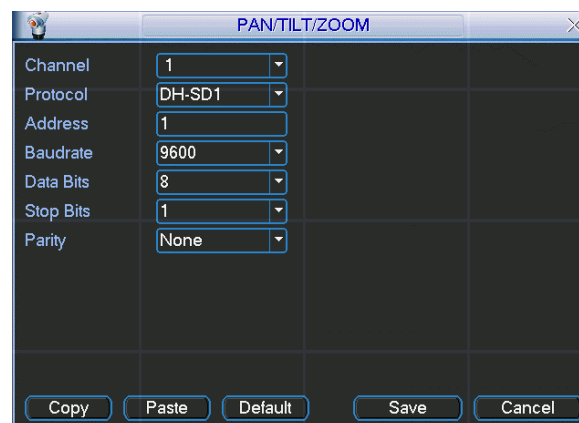 PAN/TILT/ZOOM
Channel 1
Protocol DH-SD1
Address 1
Baudrate 9600
Data Bits 8
Stop Bits 1
Parity None
Copy Paste Default Save Cancel